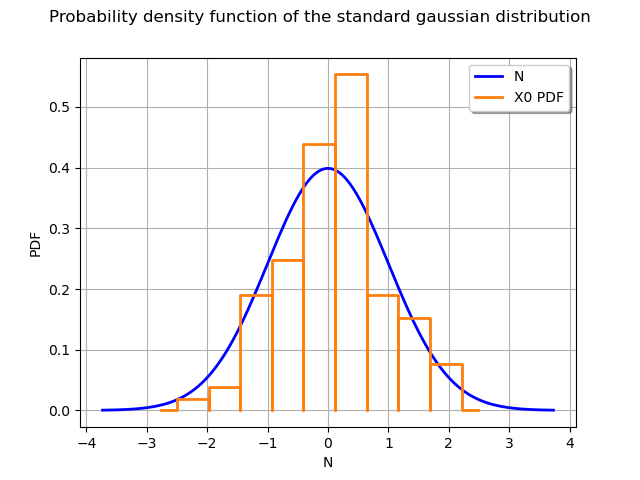 Probability density function of the standard gaussian distribution
N
X0 PDF
PDF
0.5
0.4
0.3
0.2
0.1
0.0
−4 −3 −2 −1 0 1 2 3 4
N